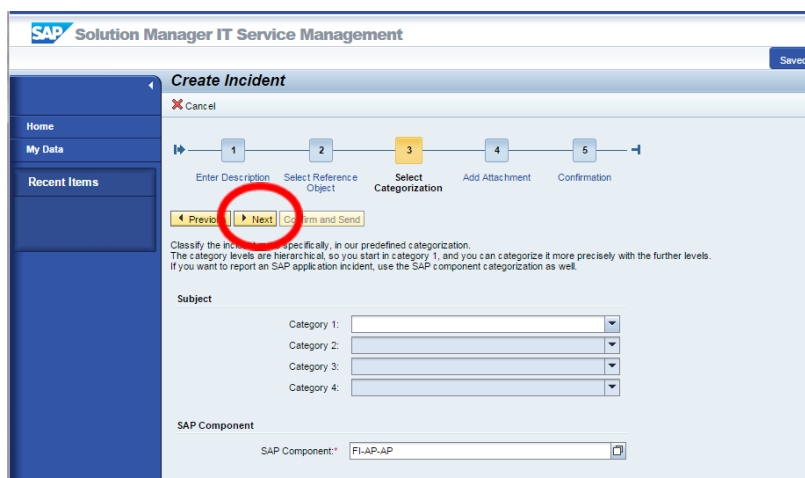 SAP Solution Manager IT Service Management
Saved
Create Incident
Cancel
Home
My Data
Recent Items
1 2 3 4 5
Enter Description Select Reference Object Select Categorization Add Attachment Confirmation
Previous Next Confirm and Send
Classify the incident more specifically, in our predefined categorization.
The category levels are hierarchical, so you start in category 1, and you can categorize it more precisely with the further levels.
If you want to report an SAP application incident, use the SAP component categorization as well.
Subject
Category 1:
Category 2:
Category 3:
Category 4:
SAP Component
SAP Component:* FI-AP-AP